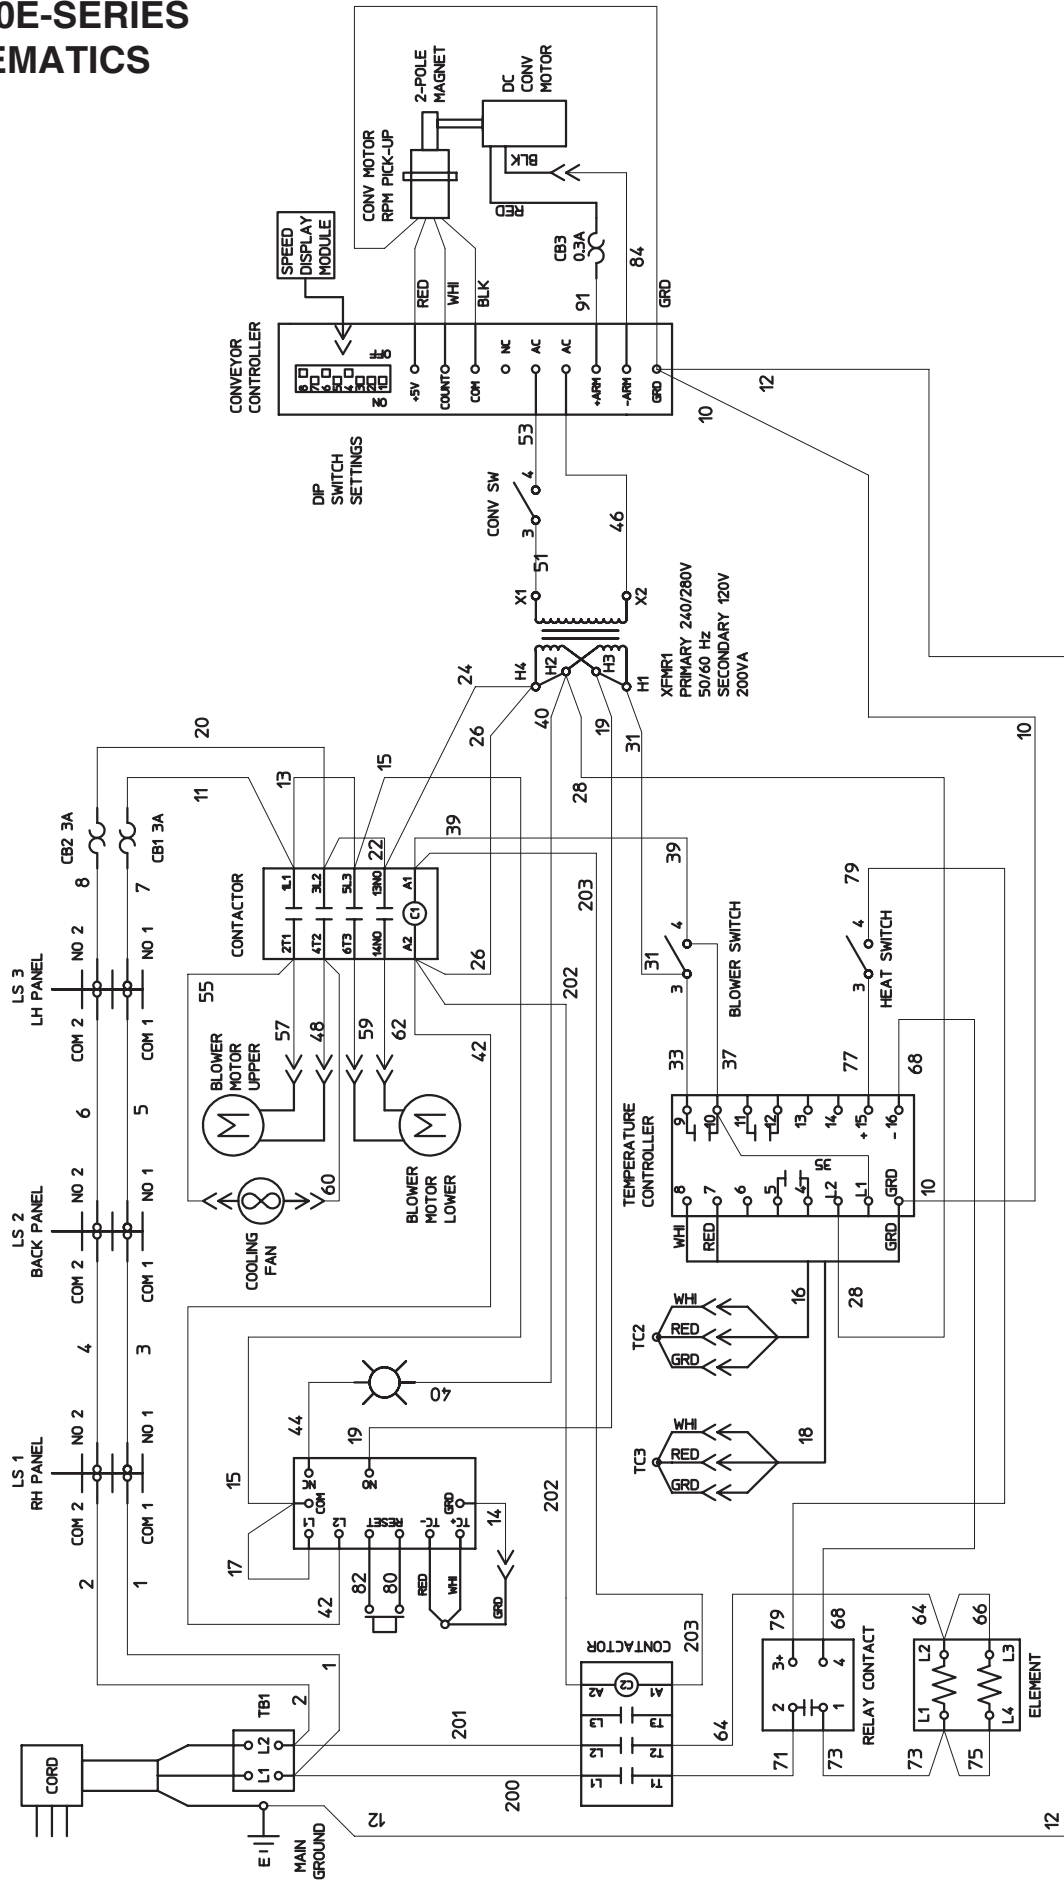 0E-SERIES
EMATICS
2-POLE
MAGNET
DC
CONV
MOTOR
CONV MOTOR
RPM PICK-UP
BLK
RED
SPEED
DISPLAY
MODULE
CB3
0.3A
84
91
GRD
RED
WHI
BLK
CONVEYOR
CONTROLLER
OFF
8
7
6
5
4
3
2
1
NO
+5V
COUNT
COM
NC
AC
AC
+ARM
-ARM
GRD
12
10
DIP
SWITCH
SETTINGS
53
CONV SW
4
3
46
51
X1
X2
H4
H2
H3
H1
XFMR1
PRIMARY 240/280V
50/60 Hz
SECONDARY 120V
200VA
24
26
40
19
31
28
10
20
11
13
15
CB2 3A
CB1 3A
8
7
22
39
39
203
79
CONTACTOR
1L1
3L2
5L3
13NO
A1
C1
2T1
4T2
6T3
14NO
A2
LS 3
LH PANEL
NO 2
NO 1
COM 2
COM 1
55
57
48
59
62
42
26
202
31
4
3
BLOWER SWITCH
4
3
HEAT SWITCH
BLOWER
MOTOR
UPPER
M
M
BLOWER
MOTOR
LOWER
60
COOLING
FAN
6
5
33
37
77
68
TEMPERATURE
CONTROLLER
9
10
11
12
13
14
+ 15
- 16
8
7
6
5
4
L2
L1
GRD
35
10
WHI
RED
GRD
LS 2
BACK PANEL
NO 2
NO 1
COM 2
COM 1
4
3
16
28
TC2
WHI
RED
GRD
40
44
19
18
TC3
WHI
RED
GRD
LS 1
RH PANEL
NO 2
NO 1
COM 2
COM 1
15
17
NC
COM
NO
GRD
L1
L2
RESET
TC-
TC+
14
202
42
82
80
RED
WHI
GRD
2
1
CONTACTOR
203
A2
C2
A1
L3
T3
L2
T2
L1
T1
64
79
68
64
66
3+
4
2
1
RELAY CONTACT
L2
L3
L1
L4
ELEMENT
71
73
73
75
1
2
TB1
L2
L1
201
200
CORD
E
MAIN
GROUND
12
12